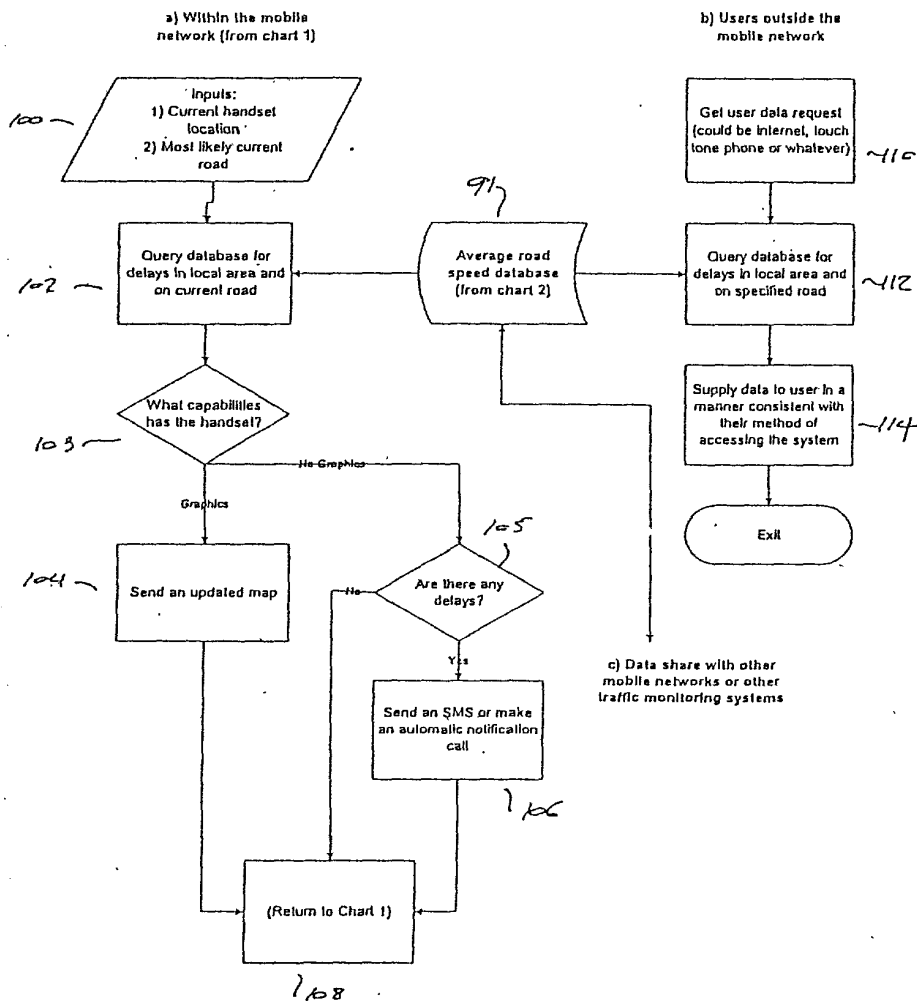 a) Within the mobile
network (from chart 1)
b) Users outside the
mobile network
100
Inputs:
1) Current handset
location
2) Most likely current
road
Get user data request
(could be Internet, touch
tone phone or whatever)
110
91
102
Query database for
delays in local area and
on current road
Average road
speed database
(from chart 2)
Query database for
delays in local area and
on specified road
112
103
What capabilities
has the handset?
Supply data to user in a
manner consistent with
their method of
accessing the system
114
No Graphics
Graphics
Exit
105
104
Send an updated map
Are there any
delays?
No
Yes
c) Data share with other
mobile networks or other
traffic monitoring systems
Send an SMS or make
an automatic notification
call
106
(Return to Chart 1)
108